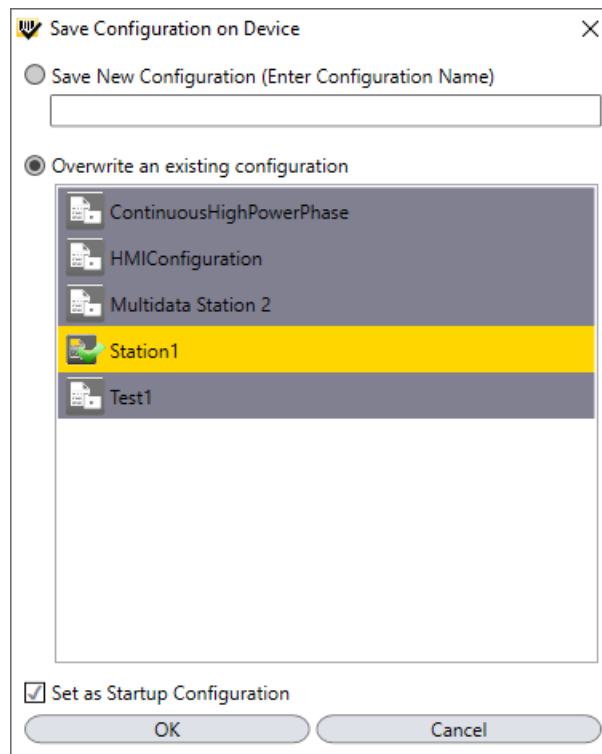 Save Configuration on Device
Save New Configuration (Enter Configuration Name)
Overwrite an existing configuration
ContinuousHighPowerPhase
HMIConfiguration
Multidata Station 2
Station1
Test1
Set as Startup Configuration
OK Cancel